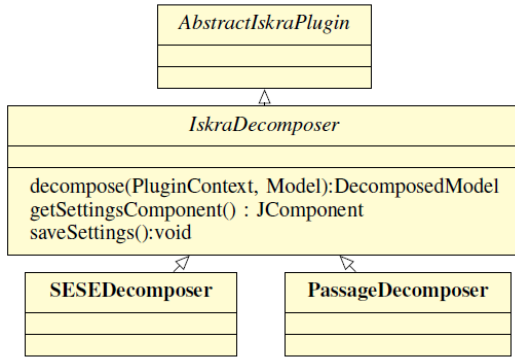 AbstractIskraPlugin
IskraDecomposer
decompose(PluginContext, Model):DecomposedModel
getSettingsComponent() : JComponent
saveSettings():void
SESEDecomposer
PassageDecomposer